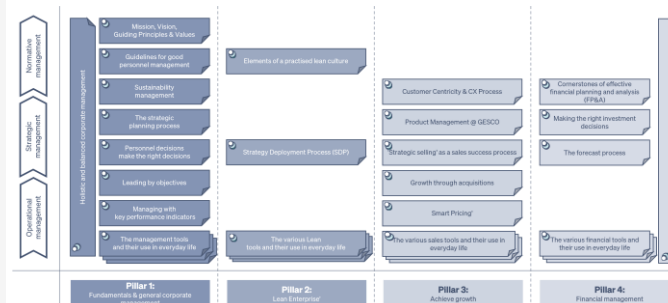 Normative
management
Strategic
management
Operational
management
Holistic and balanced corporate management
Mission, Vision,
Guiding Principles & Values
Guidelines for good
personnel management
Sustainability
management
The strategic
planning process
Personnel decisions
make the right decisions
Leading by objectives
Managing with
key performance indicators
The management tools
and their use in everyday life
Pillar 1:
Fundamentals & general corporate
management
Elements of a practised lean culture
Strategy Deployment Process (SDP)
The various Lean
tools and their use in everyday life
Pillar 2:
Lean Enterprise¹
Customer Centricity & CX Process
Product Management @ GESCO
Strategic selling¹ as a sales success process
Growth through acquisitions
Smart Pricing¹
The various sales tools and their use in
everyday life
Pillar 3:
Achieve growth
Cornerstones of effective
financial planning and analysis
(FP&A)
Making the right investment
decisions
The forecast process
The various financial tools and
their use in everyday life
Pillar 4:
Financial management